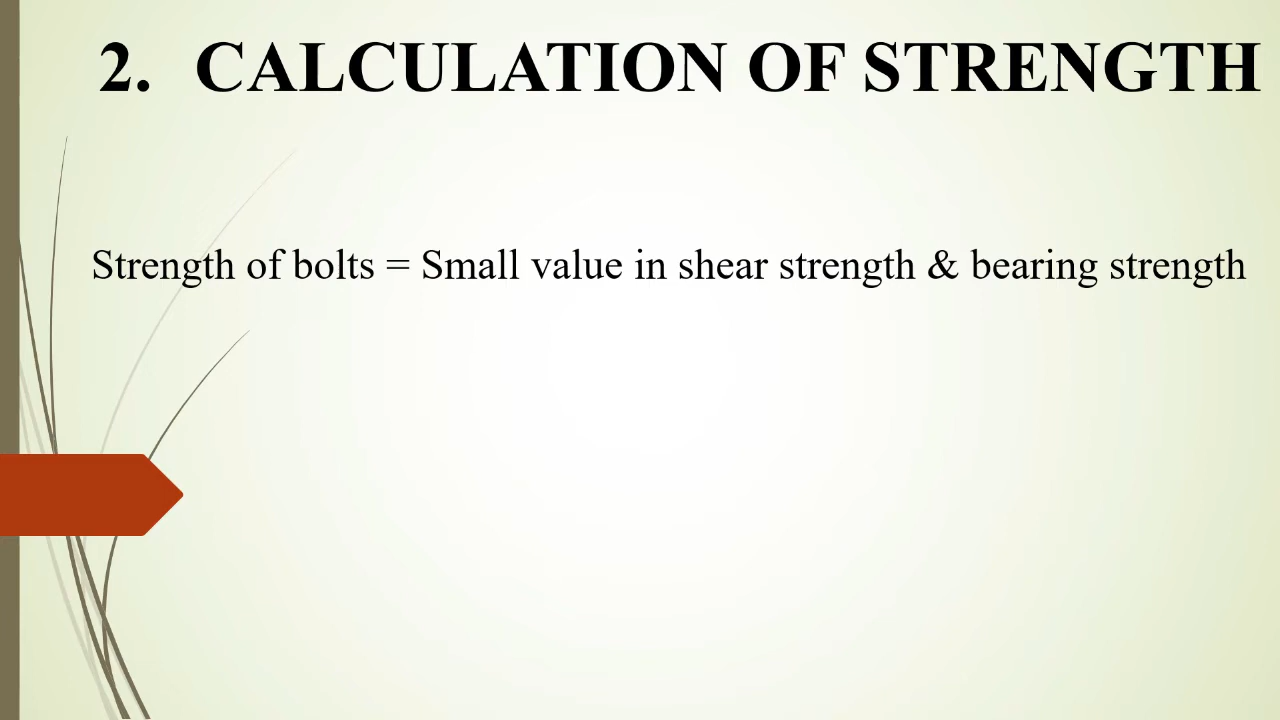 2. CALCULATION OF STRENGTH
Strength of bolts = Small value in shear strength & bearing strength